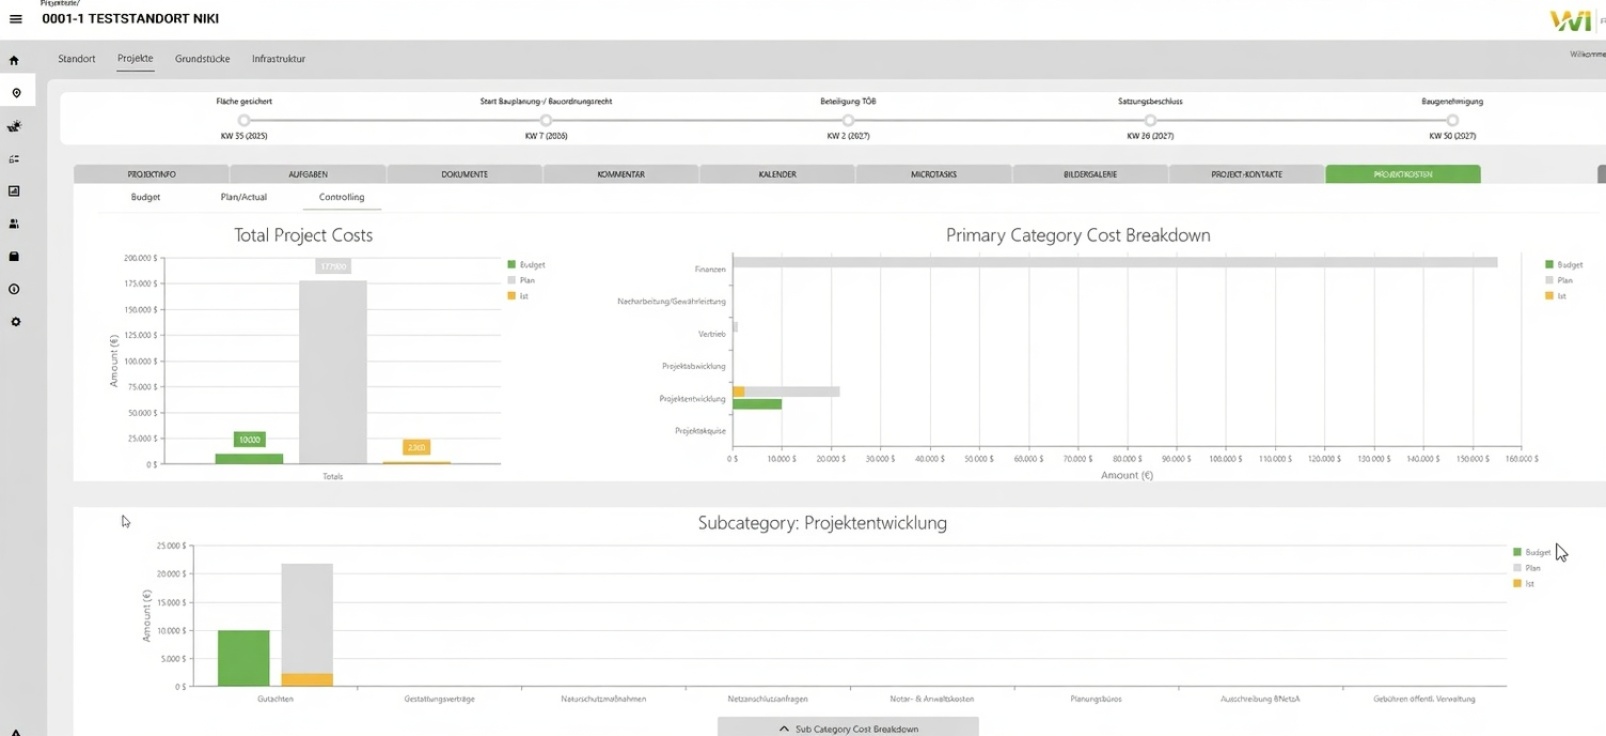 0001-1 TESTSTANDORT NIKI
Wi
Standort Projekte Grundstücke Infrastruktur
Fläche gesichert Start Bauplanung-/ Bauordnungsrecht Beteiligung TÖB Satzungsbeschluss Baugenehmigung
KW 35 (2025) KW 7 (2026) KW 2 (2027) KW 26 (2027) KW 50 (2027)
PROJEKTINFO AUFGABEN DOKUMENTE KOMMENTAR KALENDER MICROTASKS BILDERGALERIE PROJEKT-KONTAKTE PROJEKTKOSTEN
Budget Plan/Actual Controlling
Total Project Costs
200.000 $
175.000 $
150.000 $
125.000 $
100.000 $
75.000 $
50.000 $
25.000 $
0 $
Amount (€)
10000
Totals
Budget
Plan
Ist
Primary Category Cost Breakdown
Finanzen
Nacharbeitung/Gewährleistung
Vertrieb
Projektabwicklung
Projektentwicklung
Projektakquise
0 $ 10.000 $ 20.000 $ 30.000 $ 40.000 $ 50.000 $ 60.000 $ 70.000 $ 80.000 $ 90.000 $ 100.000 $ 110.000 $ 120.000 $ 130.000 $ 140.000 $ 150.000 $ 160.000 $
Amount (€)
Budget
Plan
Ist
Subcategory: Projektentwicklung
25.000 $
20.000 $
15.000 $
10.000 $
5.000 $
0 $
Amount (€)
Gutachten Gestattungsverträge Naturschutzmaßnahmen Netzanschlussanfragen Notar- & Anwaltskosten Planungsbüros Ausschreibung BNetzA Gebühren öffentl. Verwaltung
Budget
Plan
Ist
Sub Category Cost Breakdown